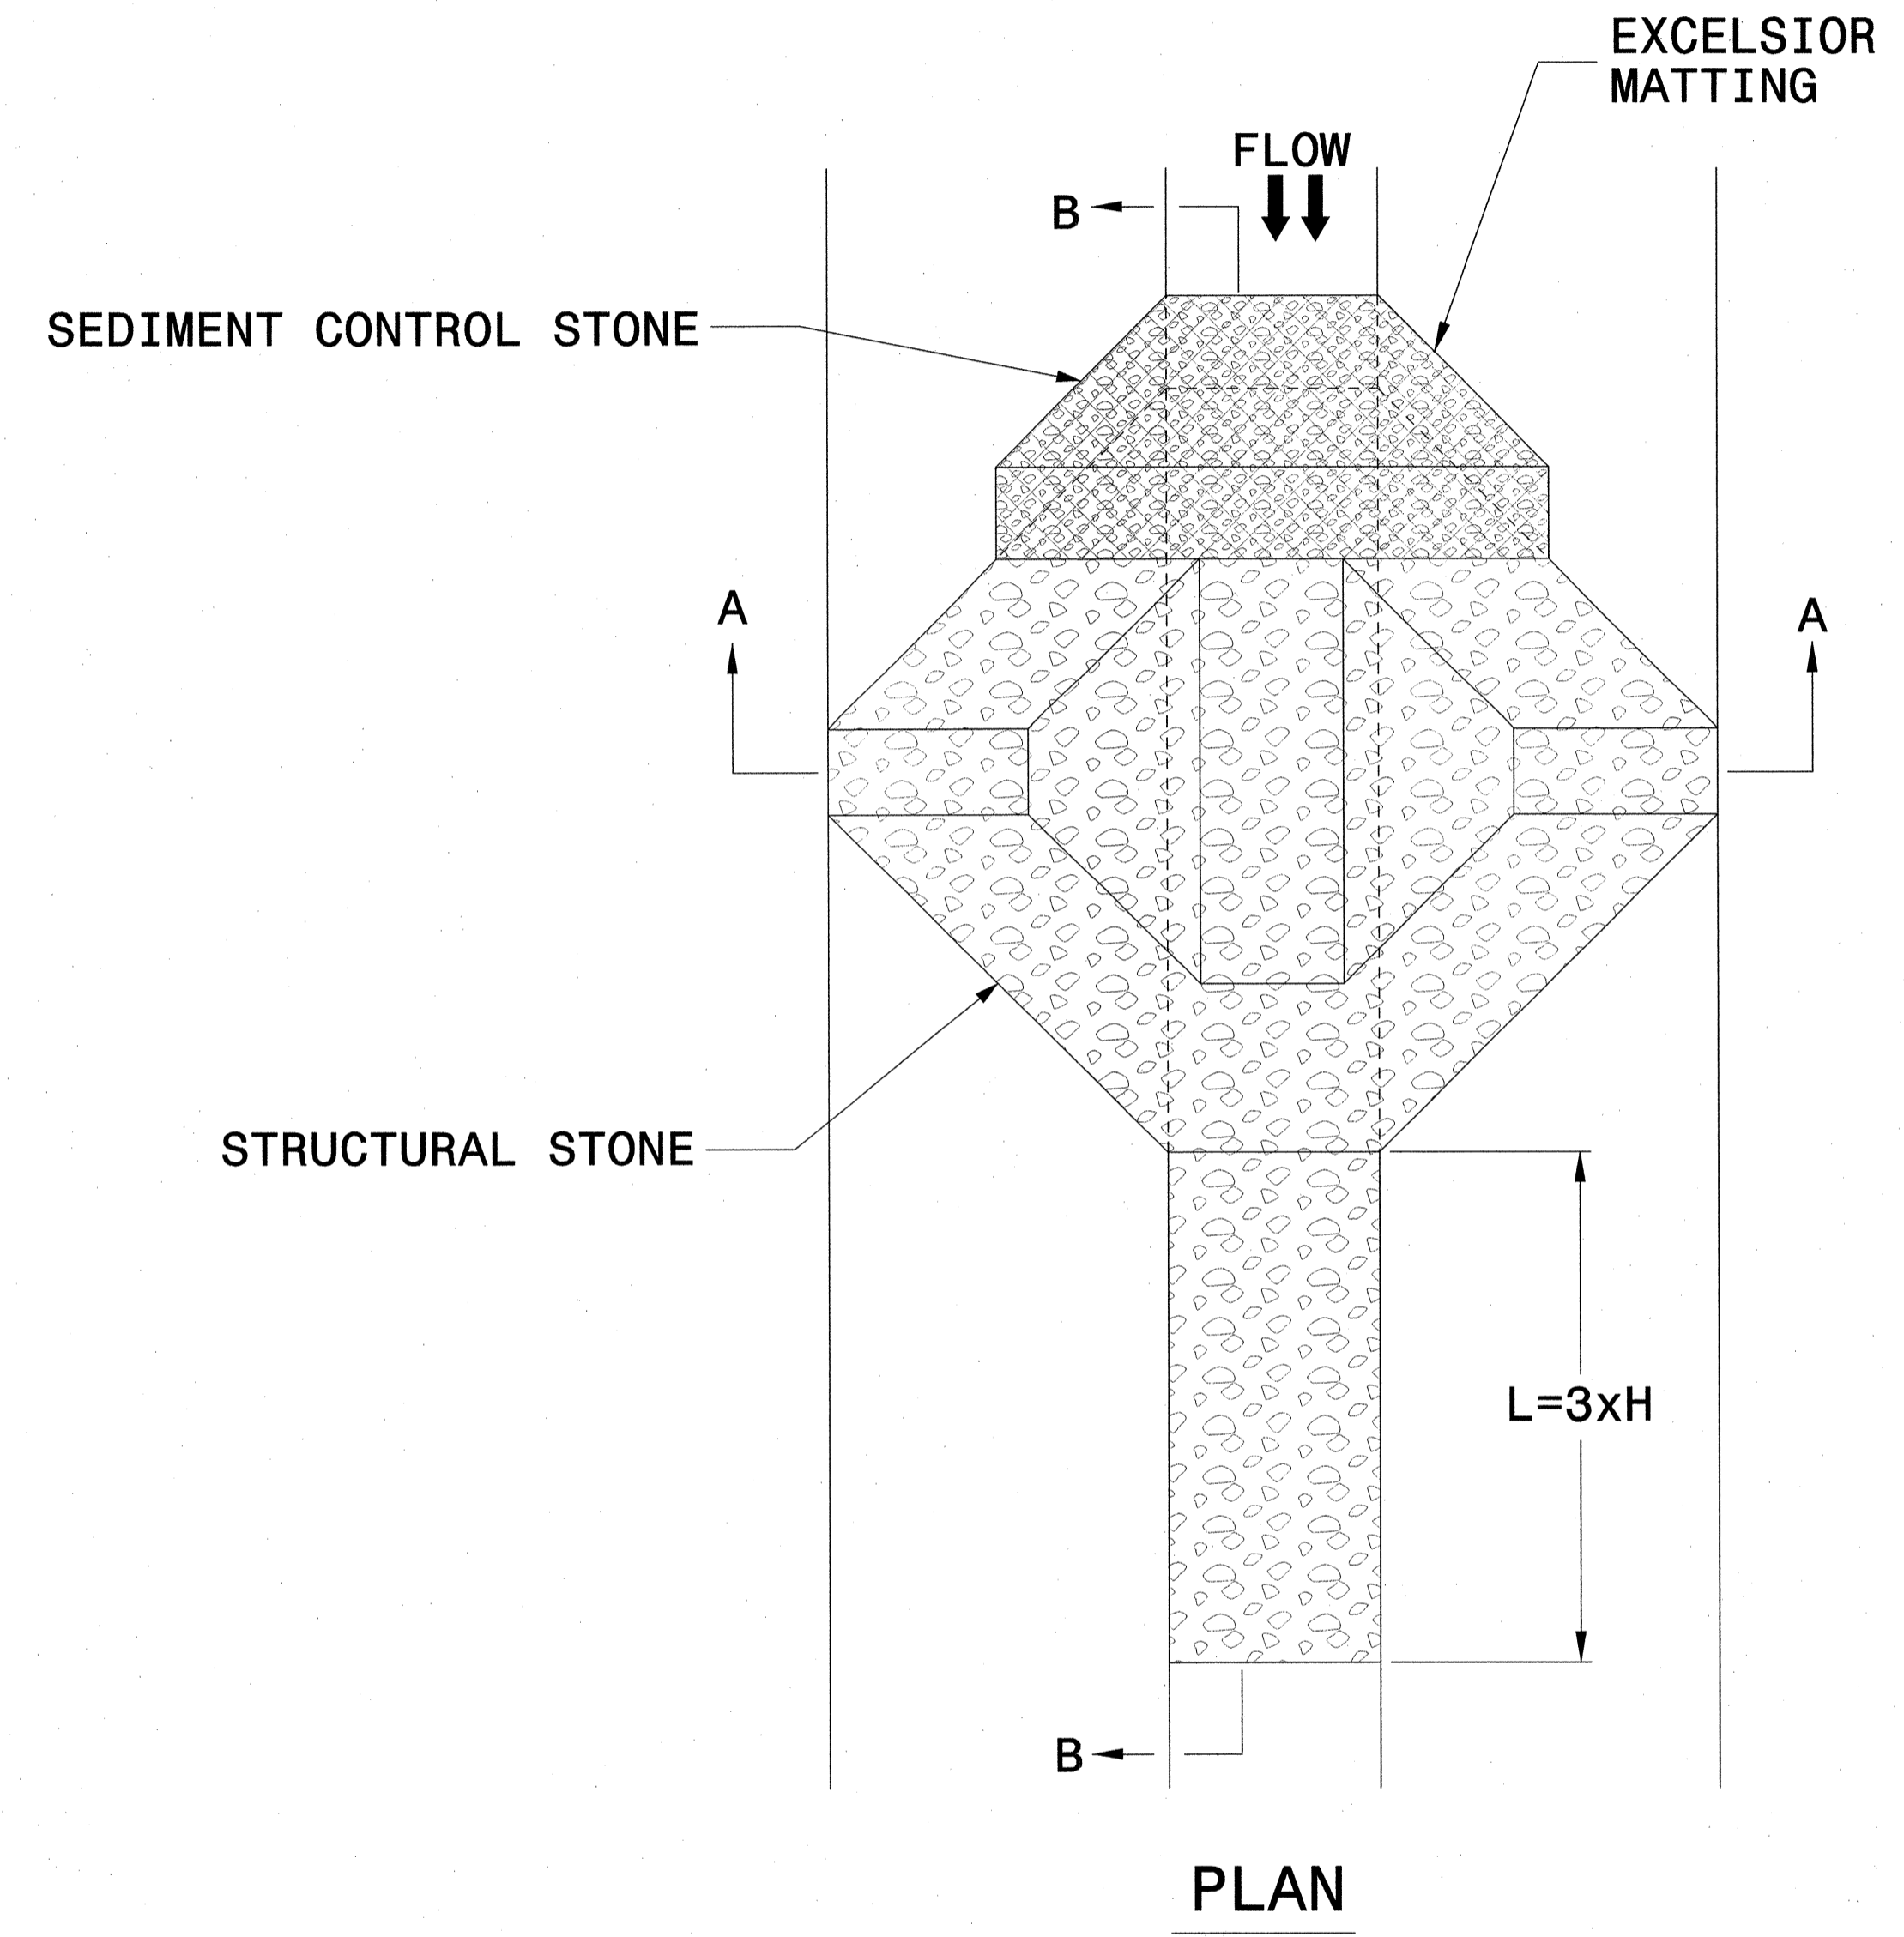 EXCELSIOR
MATTING
FLOW
B
SEDIMENT CONTROL STONE
A
A
STRUCTURAL STONE
L=3xH
B
PLAN